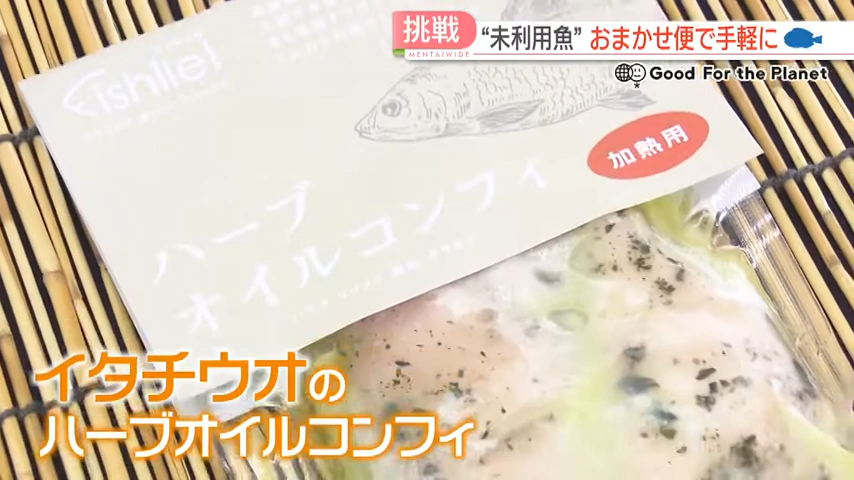 挑戦
MENTAIWIDE
“未利用魚”おまかせ便で手軽に
Good For the Planet
Fishlle!
加熱用
ハーブ
オイルコンフィ
イタチウオの
ハーブオイルコンフィ